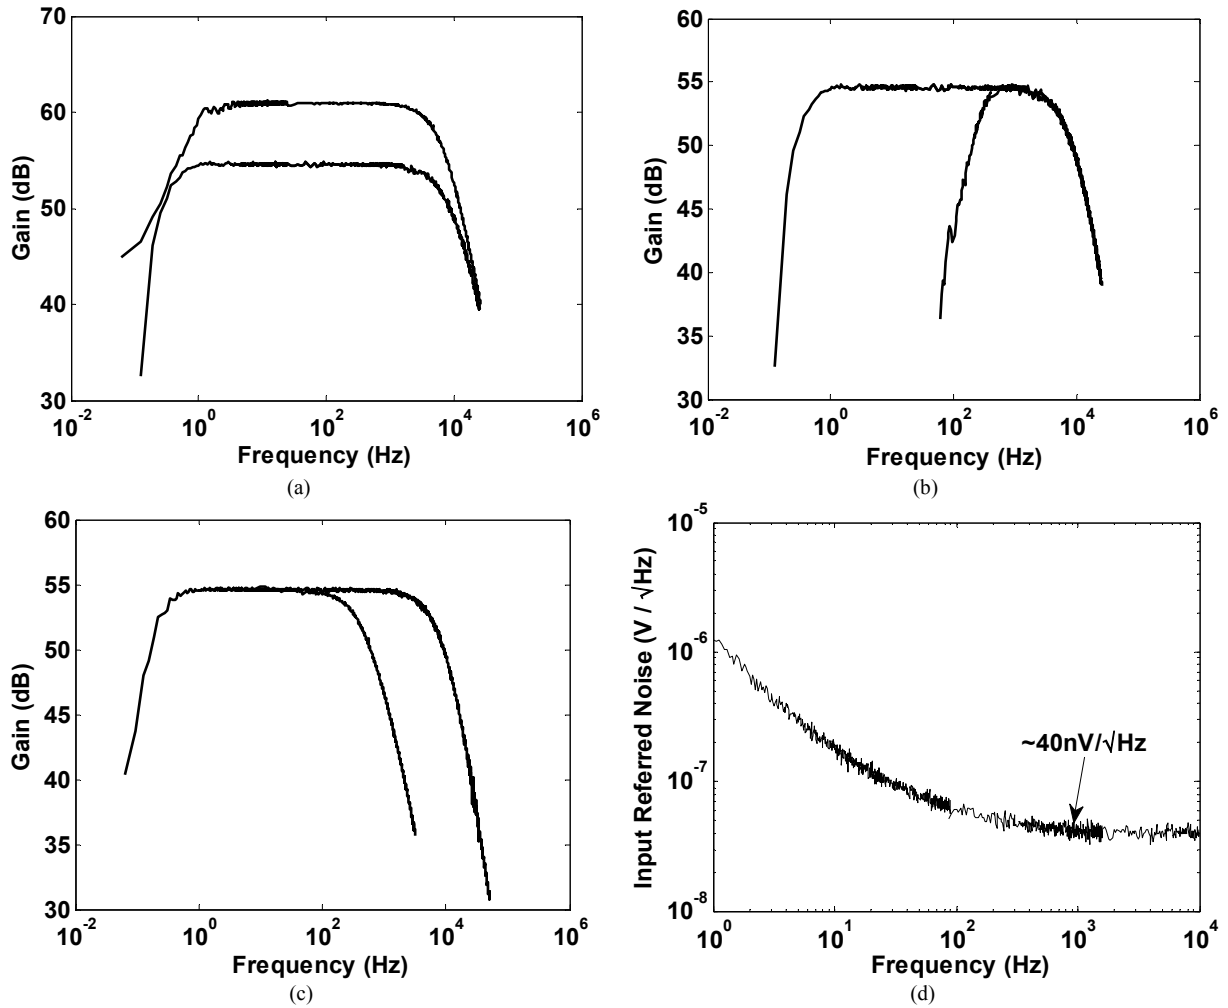 70
60
50
40
30
Gain (dB)
10^-2 10^0 10^2 10^4 10^6
Frequency (Hz)
(a)
60
55
50
45
40
35
30
Gain (dB)
10^-2 10^0 10^2 10^4 10^6
Frequency (Hz)
(b)
60
55
50
45
40
35
30
Gain (dB)
10^-2 10^0 10^2 10^4 10^6
Frequency (Hz)
(c)
10^-5
10^-6
10^-7
10^-8
Input Referred Noise (V / √Hz)
~40nV/√Hz
10^0 10^1 10^2 10^3 10^4
Frequency (Hz)
(d)